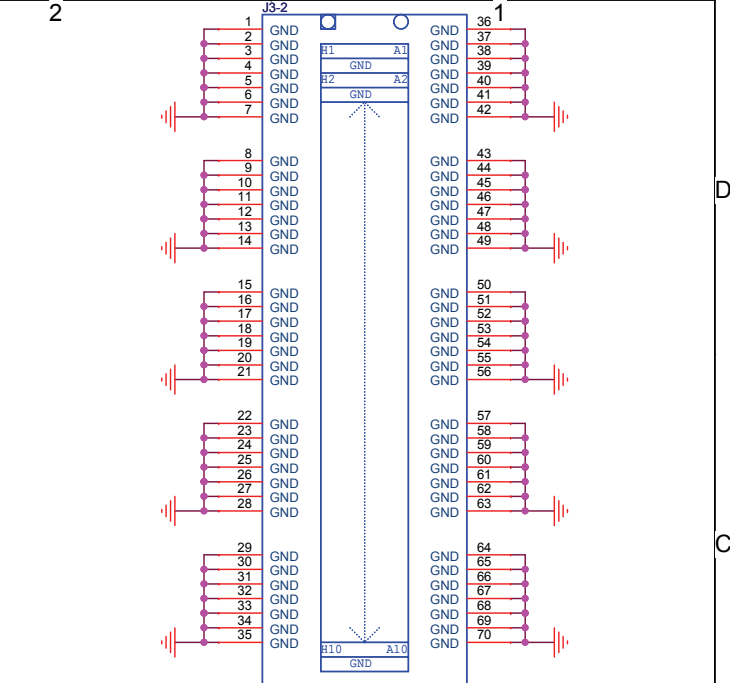 2 1
J3-2
1 GND GND 36
2 GND GND 37
3 GND GND 38
4 GND GND 39
5 GND GND 40
6 GND GND 41
7 GND GND 42
H1 A1
GND
H2 A2
GND
8 GND GND 43
9 GND GND 44
10 GND GND 45
11 GND GND 46
12 GND GND 47
13 GND GND 48
14 GND GND 49
D
15 GND GND 50
16 GND GND 51
17 GND GND 52
18 GND GND 53
19 GND GND 54
20 GND GND 55
21 GND GND 56
22 GND GND 57
23 GND GND 58
24 GND GND 59
25 GND GND 60
26 GND GND 61
27 GND GND 62
28 GND GND 63
C
29 GND GND 64
30 GND GND 65
31 GND GND 66
32 GND GND 67
33 GND GND 68
34 GND GND 69
35 GND GND 70
H10 A10
GND